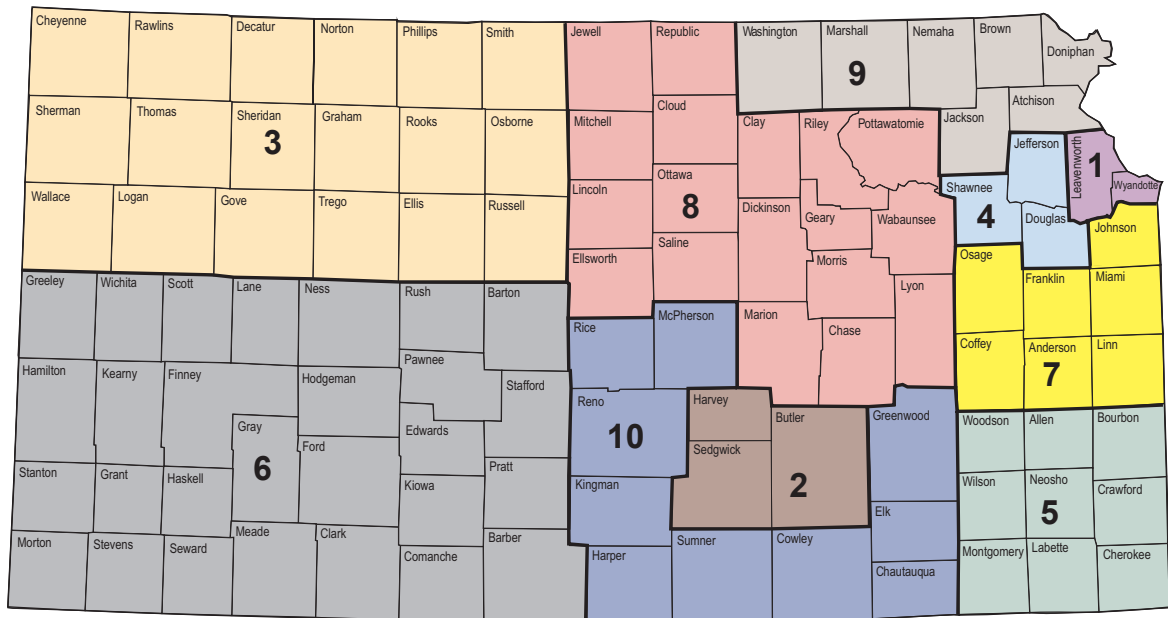 Cheyenne
Rawlins
Decatur
Norton
Phillips
Smith
Jewell
Republic
Washington
Marshall
Nemaha
Brown
Doniphan
9
Sherman
Thomas
Sheridan
Graham
Rooks
Osborne
3
Mitchell
Cloud
Clay
Riley
Pottawatomie
Jackson
Atchison
Jefferson
Leavenworth
1
Wyandotte
Wallace
Logan
Gove
Trego
Ellis
Russell
Lincoln
Ottawa
8
Dickinson
Geary
Wabaunsee
Shawnee
4
Douglas
Johnson
Ellsworth
Saline
Morris
Lyon
Osage
Franklin
Miami
Greeley
Wichita
Scott
Lane
Ness
Rush
Barton
Rice
McPherson
Marion
Chase
Coffey
Anderson
Linn
7
Hamilton
Kearny
Finney
Hodgeman
Pawnee
Stafford
Reno
Harvey
Butler
Greenwood
Woodson
Allen
Bourbon
10
Gray
6
Ford
Edwards
Sedgwick
2
Stanton
Grant
Haskell
Kiowa
Pratt
Kingman
Elk
Wilson
Neosho
5
Crawford
Morton
Stevens
Seward
Meade
Clark
Comanche
Barber
Harper
Sumner
Cowley
Chautauqua
Montgomery
Labette
Cherokee